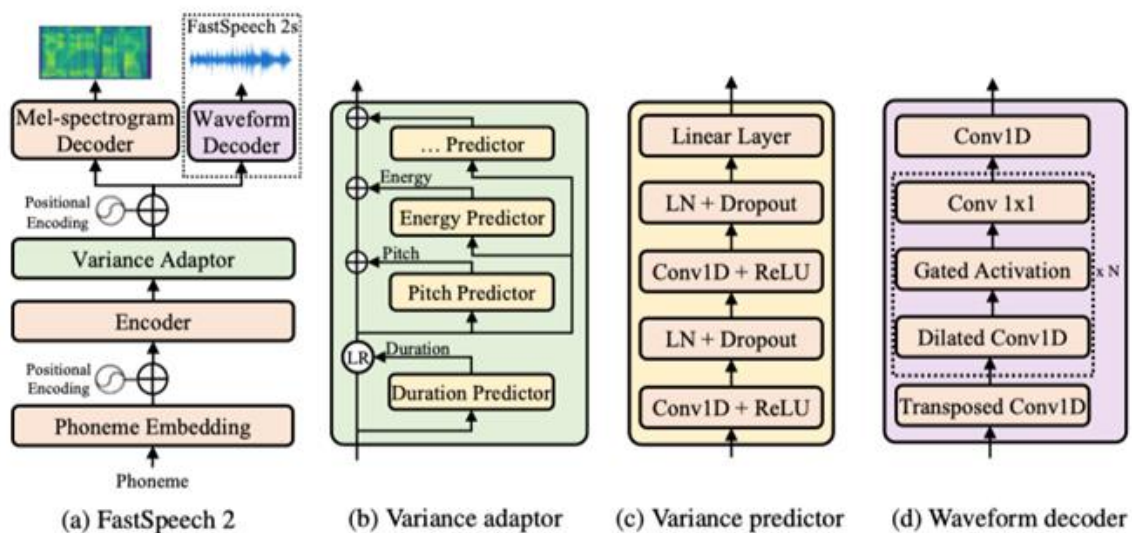 FastSpeech 2s
Mel-spectrogram
Decoder
Waveform
Decoder
Positional
Encoding
Variance Adaptor
Encoder
Positional
Encoding
Phoneme Embedding
Phoneme
(a) FastSpeech 2
... Predictor
Energy
Energy Predictor
Pitch
Pitch Predictor
LR
Duration
Duration Predictor
(b) Variance adaptor
Linear Layer
LN + Dropout
Conv1D + ReLU
LN + Dropout
Conv1D + ReLU
(c) Variance predictor
Conv1D
Conv 1x1
Gated Activation
x N
Dilated Conv1D
Transposed Conv1D
(d) Waveform decoder